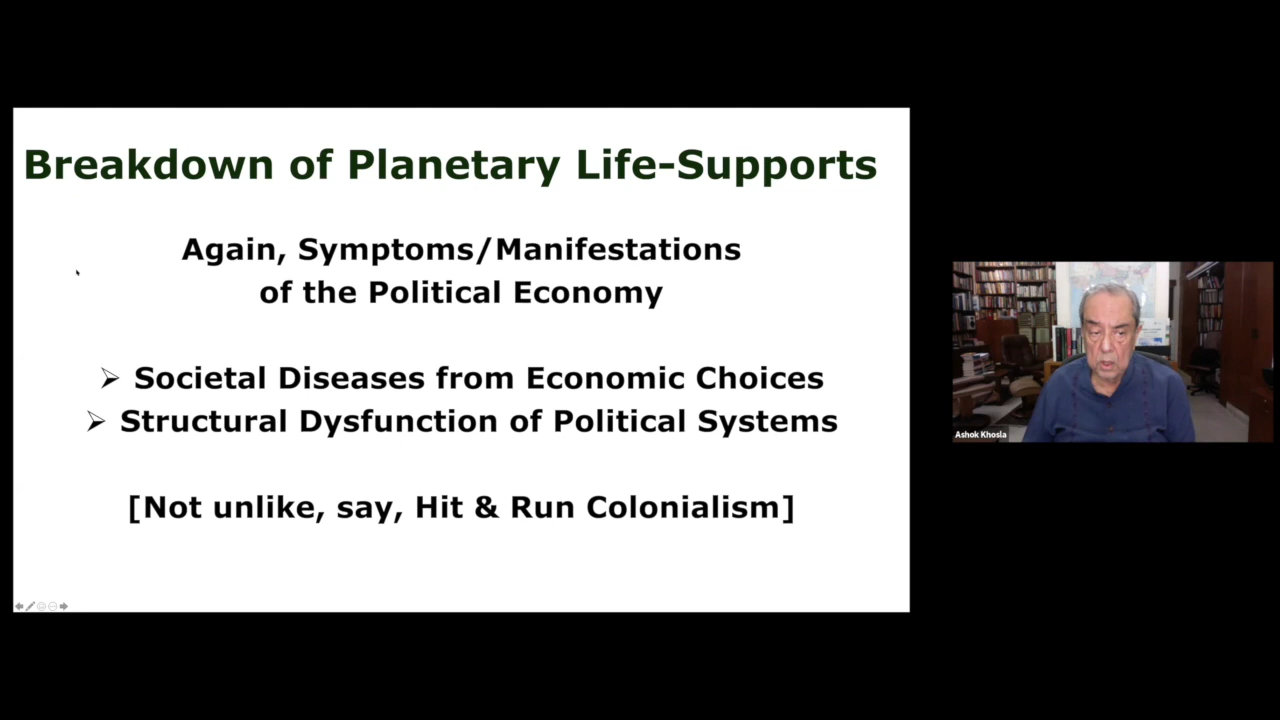 Breakdown of Planetary Life-Supports
Again, Symptoms/Manifestations
of the Political Economy
➢ Societal Diseases from Economic Choices
➢ Structural Dysfunction of Political Systems
[Not unlike, say, Hit & Run Colonialism]
Ashok Khosla